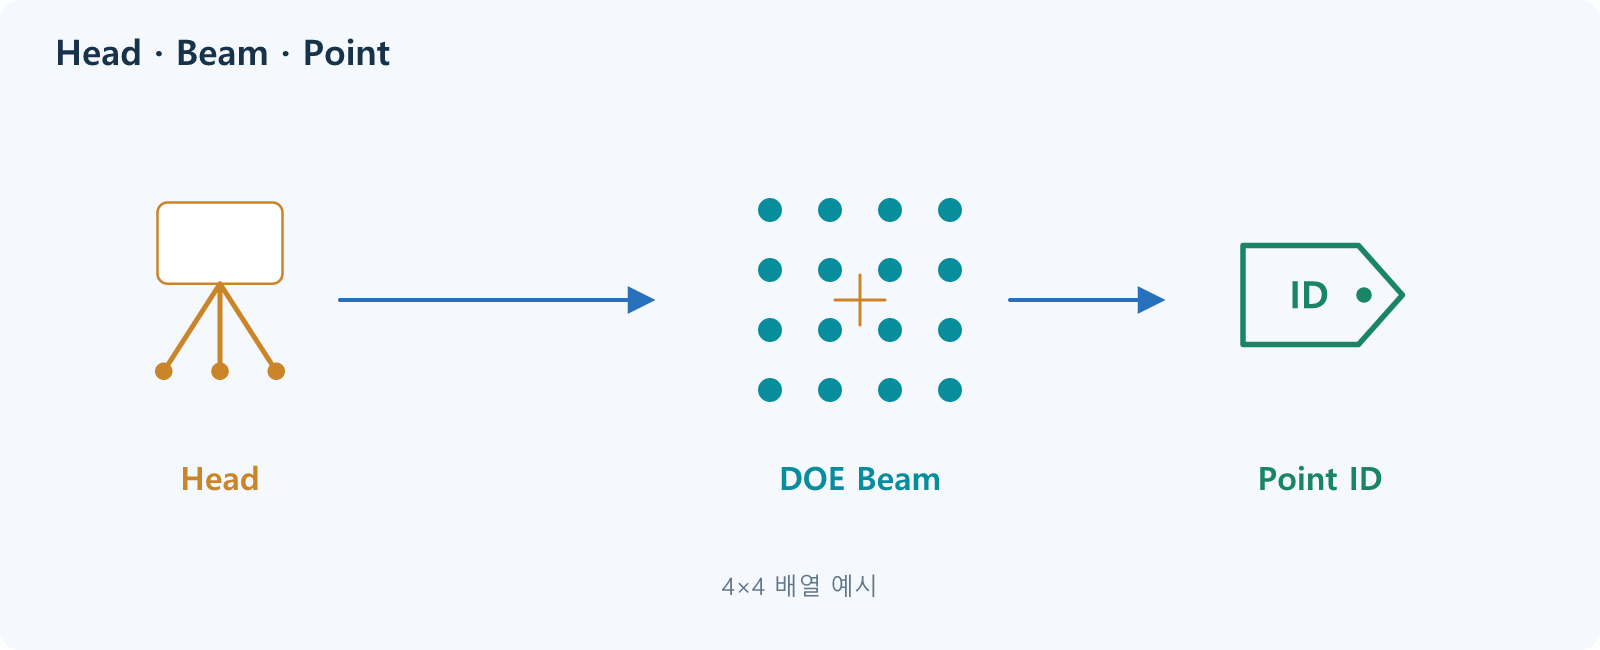 Head · Beam · Point
ID
Head
DOE Beam
Point ID
4×4 배열 예시